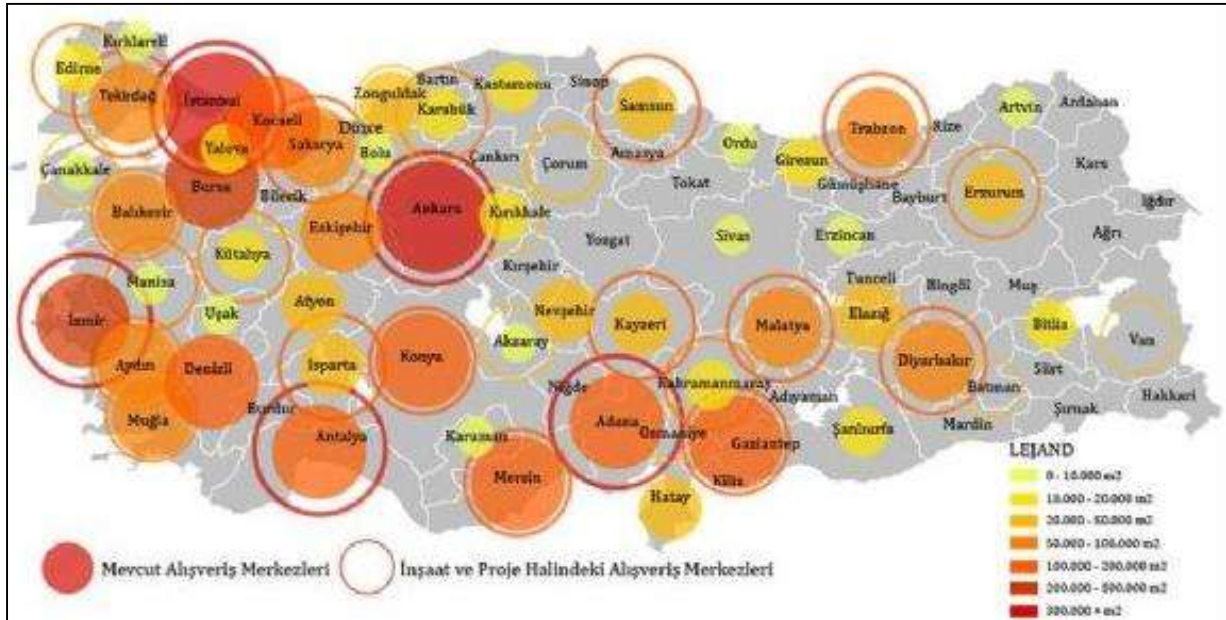 Kırklareli
Edirne
Tekirdağ
İstanbul
Kocaeli
Yalova
Sakarya
Düzce
Bolu
Zonguldak
Bartın
Karabük
Kastamonu
Sinop
Samsun
Çankırı
Çorum
Amasya
Ordu
Giresun
Trabzon
Rize
Artvin
Ardahan
Kars
Gümüşhane
Bayburt
Erzurum
Iğdır
Ağrı
Çanakkale
Balıkesir
Bursa
Bilecik
Eskişehir
Ankara
Kırıkkale
Tokat
Yozgat
Sivas
Erzincan
Kütahya
Kırşehir
Tunceli
Bingöl
Muş
Manisa
Uşak
Afyon
Nevşehir
Kayseri
Malatya
Elazığ
Bitlis
Van
İzmir
Aksaray
Aydın
Denizli
Isparta
Konya
Niğde
Kahramanmaraş
Adıyaman
Diyarbakır
Batman
Siirt
Hakkari
Şırnak
Mardin
Muğla
Burdur
Antalya
Karaman
Mersin
Adana
Osmaniye
Gaziantep
Şanlıurfa
Kilis
Hatay
LEJAND
0 - 10.000 m2
10.000 - 20.000 m2
20.000 - 50.000 m2
50.000 - 100.000 m2
100.000 - 200.000 m2
300.000 + m2
Mevcut Alışveriş Merkezleri
İnşaat ve Proje Halindeki Alışveriş Merkezleri